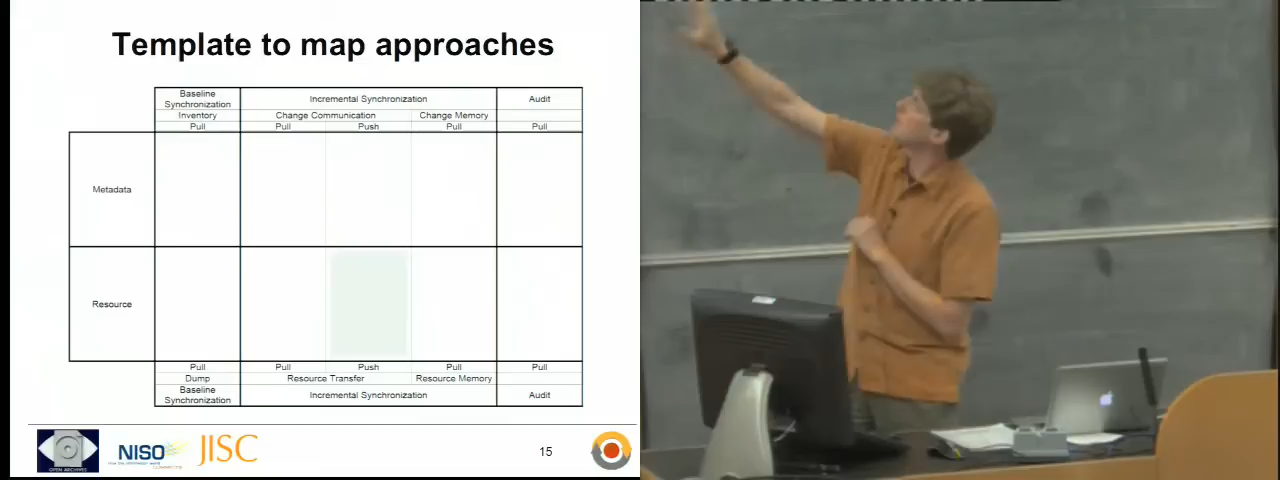 Template to map approaches
Baseline Synchronization
Incremental Synchronization
Audit
Inventory
Change Communication
Change Memory
Pull
Pull
Push
Pull
Pull
Metadata
Resource
Pull
Pull
Push
Pull
Pull
Dump
Resource Transfer
Resource Memory
Baseline Synchronization
Incremental Synchronization
Audit
OPEN ARCHIVES
NISO
JISC
15